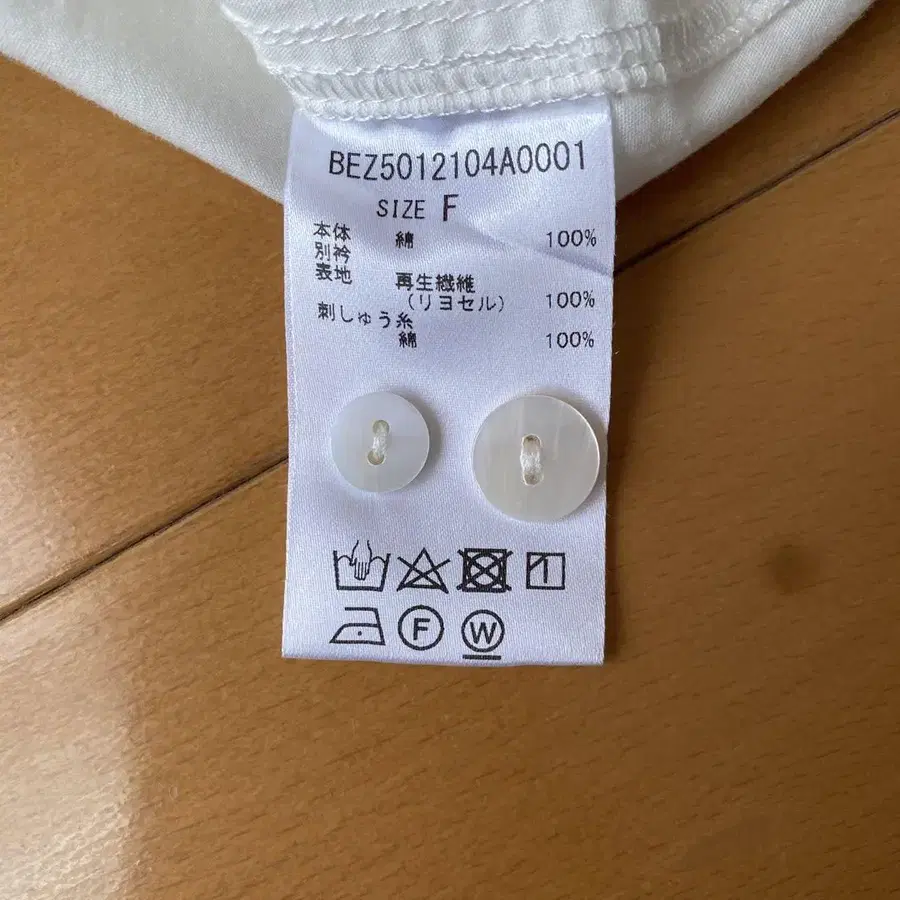 BEZ5012104A0001
SIZE F
本体 綿 100%
別衿
表地 再生繊維
(リヨセル) 100%
刺しゅう糸
綿 100%
F W